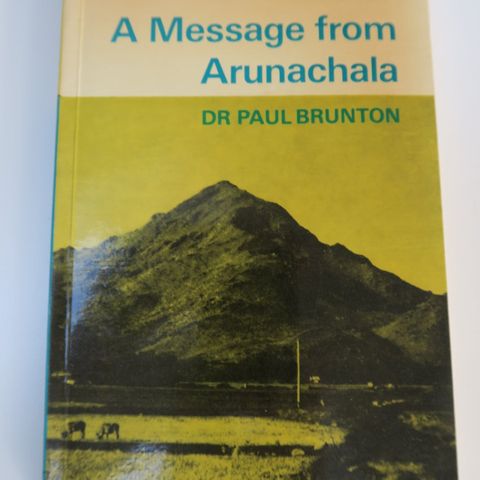 A Message from
Arunachala
DR PAUL BRUNTON